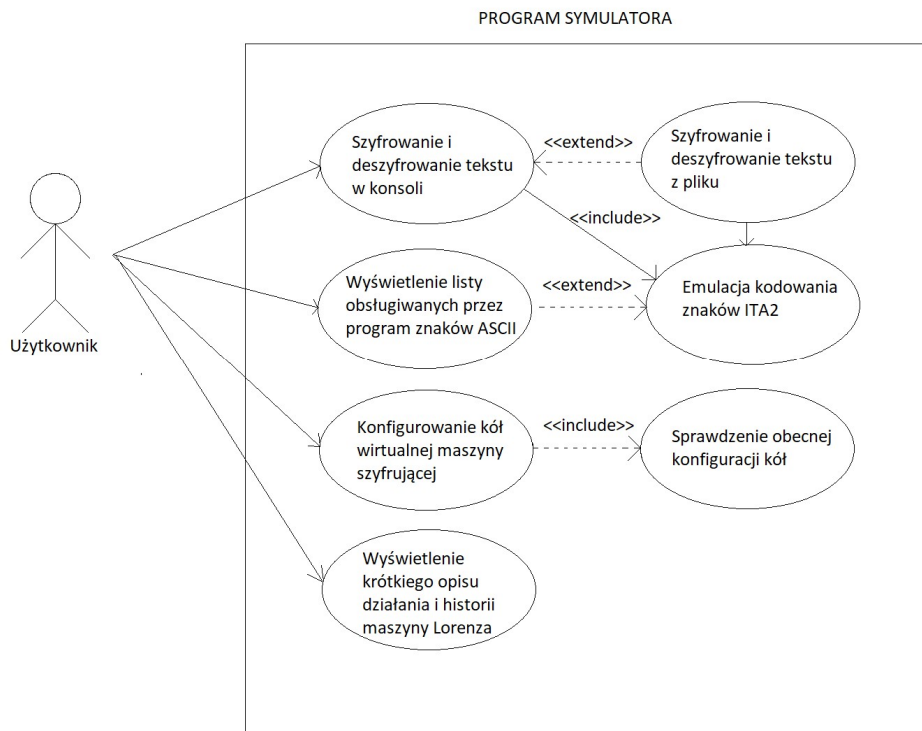 PROGRAM SYMULATORA
Użytkownik
Szyfrowanie i
deszyfrowanie tekstu
w konsoli
<<extend>>
Szyfrowanie i
deszyfrowanie tekstu
z pliku
<<include>>
Wyświetlenie listy
obsługiwanych przez
program znaków ASCII
<<extend>>
Emulacja kodowania
znaków ITA2
Konfigurowanie kół
wirtualnej maszyny
szyfrującej
<<include>>
Sprawdzenie obecnej
konfiguracji kół
Wyświetlenie
krótkiego opisu
działania i historii
maszyny Lorenza